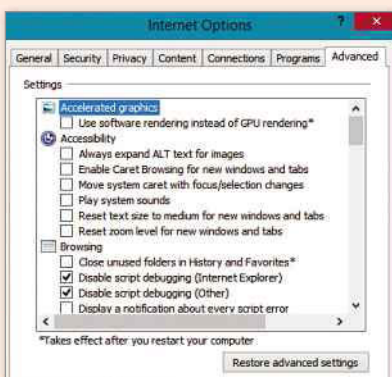 Internet Options ?
General Security Privacy Content Connections Programs Advanced
Settings
Accelerated graphics
Use software rendering instead of GPU rendering*
Accessibility
Always expand ALT text for images
Enable Caret Browsing for new windows and tabs
Move system caret with focus/selection changes
Play system sounds
Reset text size to medium for new windows and tabs
Reset zoom level for new windows and tabs
Browsing
Close unused folders in History and Favorites*
Disable script debugging (Internet Explorer)
Disable script debugging (Other)
Display a notification about every script error
*Takes effect after you restart your computer
Restore advanced settings